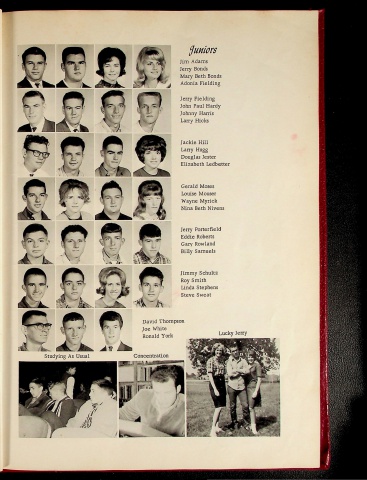 Juniors
Jim Adams
Jerry Bonds
Mary Beth Bonds
Adonis Fielding
Jerry Fielding
John Paul Hardy
Johnny Harris
Larry Hicks
Jackie Hill
Larry Hugg
Douglas Jester
Elizabeth Ledbetter
Gerald Moses
Louise Mosser
Wayne Myrick
Nina Beth Nivens
Jerry Porterfield
Eddie Roberts
Gary Rowland
Billy Samuels
Jimmy Schultz
Roy Smith
Linda Stephens
Steve Sweat
David Thompson
Joe White
Ronald York
Lucky Jerry
Studying As Usual
Concentration